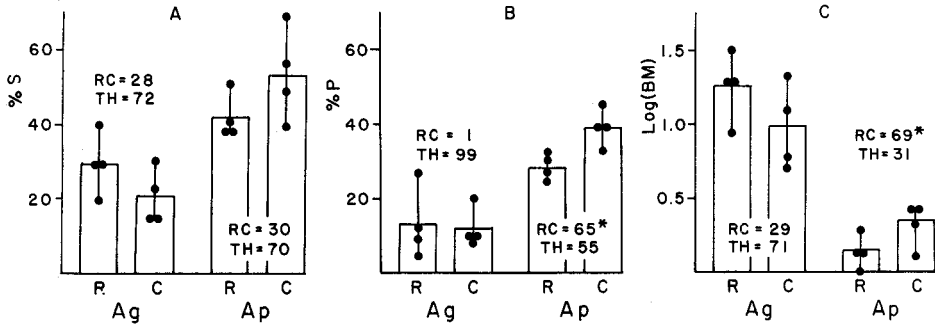 A
%S
60
40
20
RC=28
TH=72
RC=30
TH=70
R C R C
Ag Ap
B
%P
60
40
20
RC= 1
TH=99
RC=65*
TH=55
R C R C
Ag Ap
C
Log(BM)
1.5
1.0
0.5
RC=69*
TH=31
RC=29
TH=71
R C R C
Ag Ap